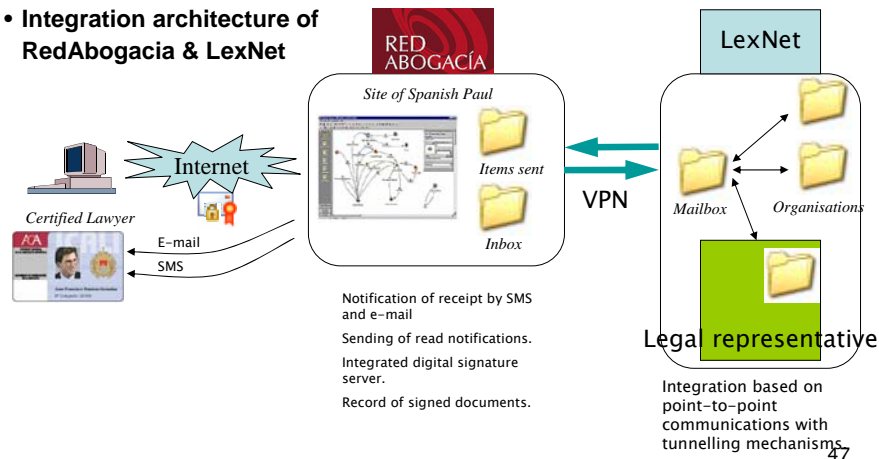 • Integration architecture of
RedAbogacia & LexNet
RED
ABOGACÍA
LexNet
Site of Spanish Paul
Internet
Items sent
Inbox
VPN
Mailbox
Organisations
Certified Lawyer
E-mail
SMS
Legal representative
Notification of receipt by SMS
and e-mail
Sending of read notifications.
Integrated digital signature
server.
Record of signed documents.
Integration based on
point-to-point
communications with
tunnelling mechanisms.
47